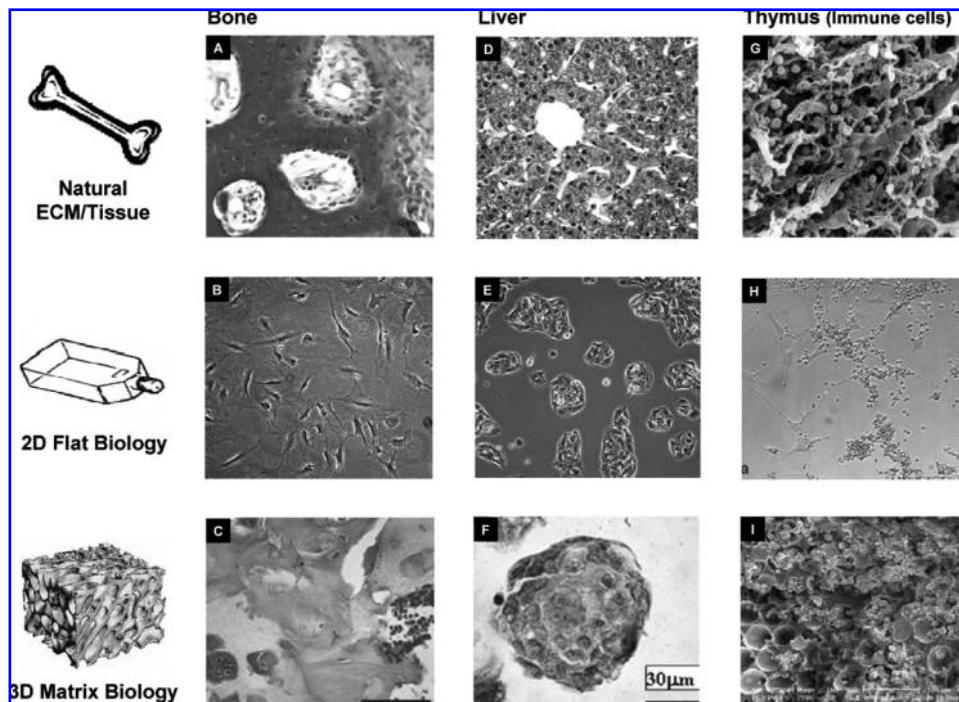 Bone
Liver
Thymus (Immune cells)
A
D
G
Natural
ECM/Tissue
B
E
H
2D Flat Biology
a
C
F
I
30μm
3D Matrix Biology